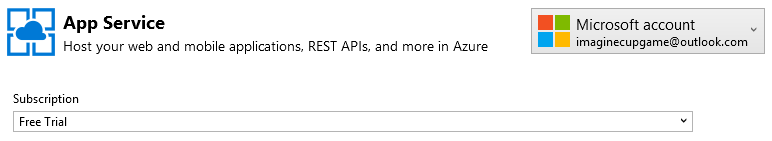 App Service
Host your web and mobile applications, REST APIs, and more in Azure
Microsoft account
imaginecupgame@outlook.com
Subscription
Free Trial